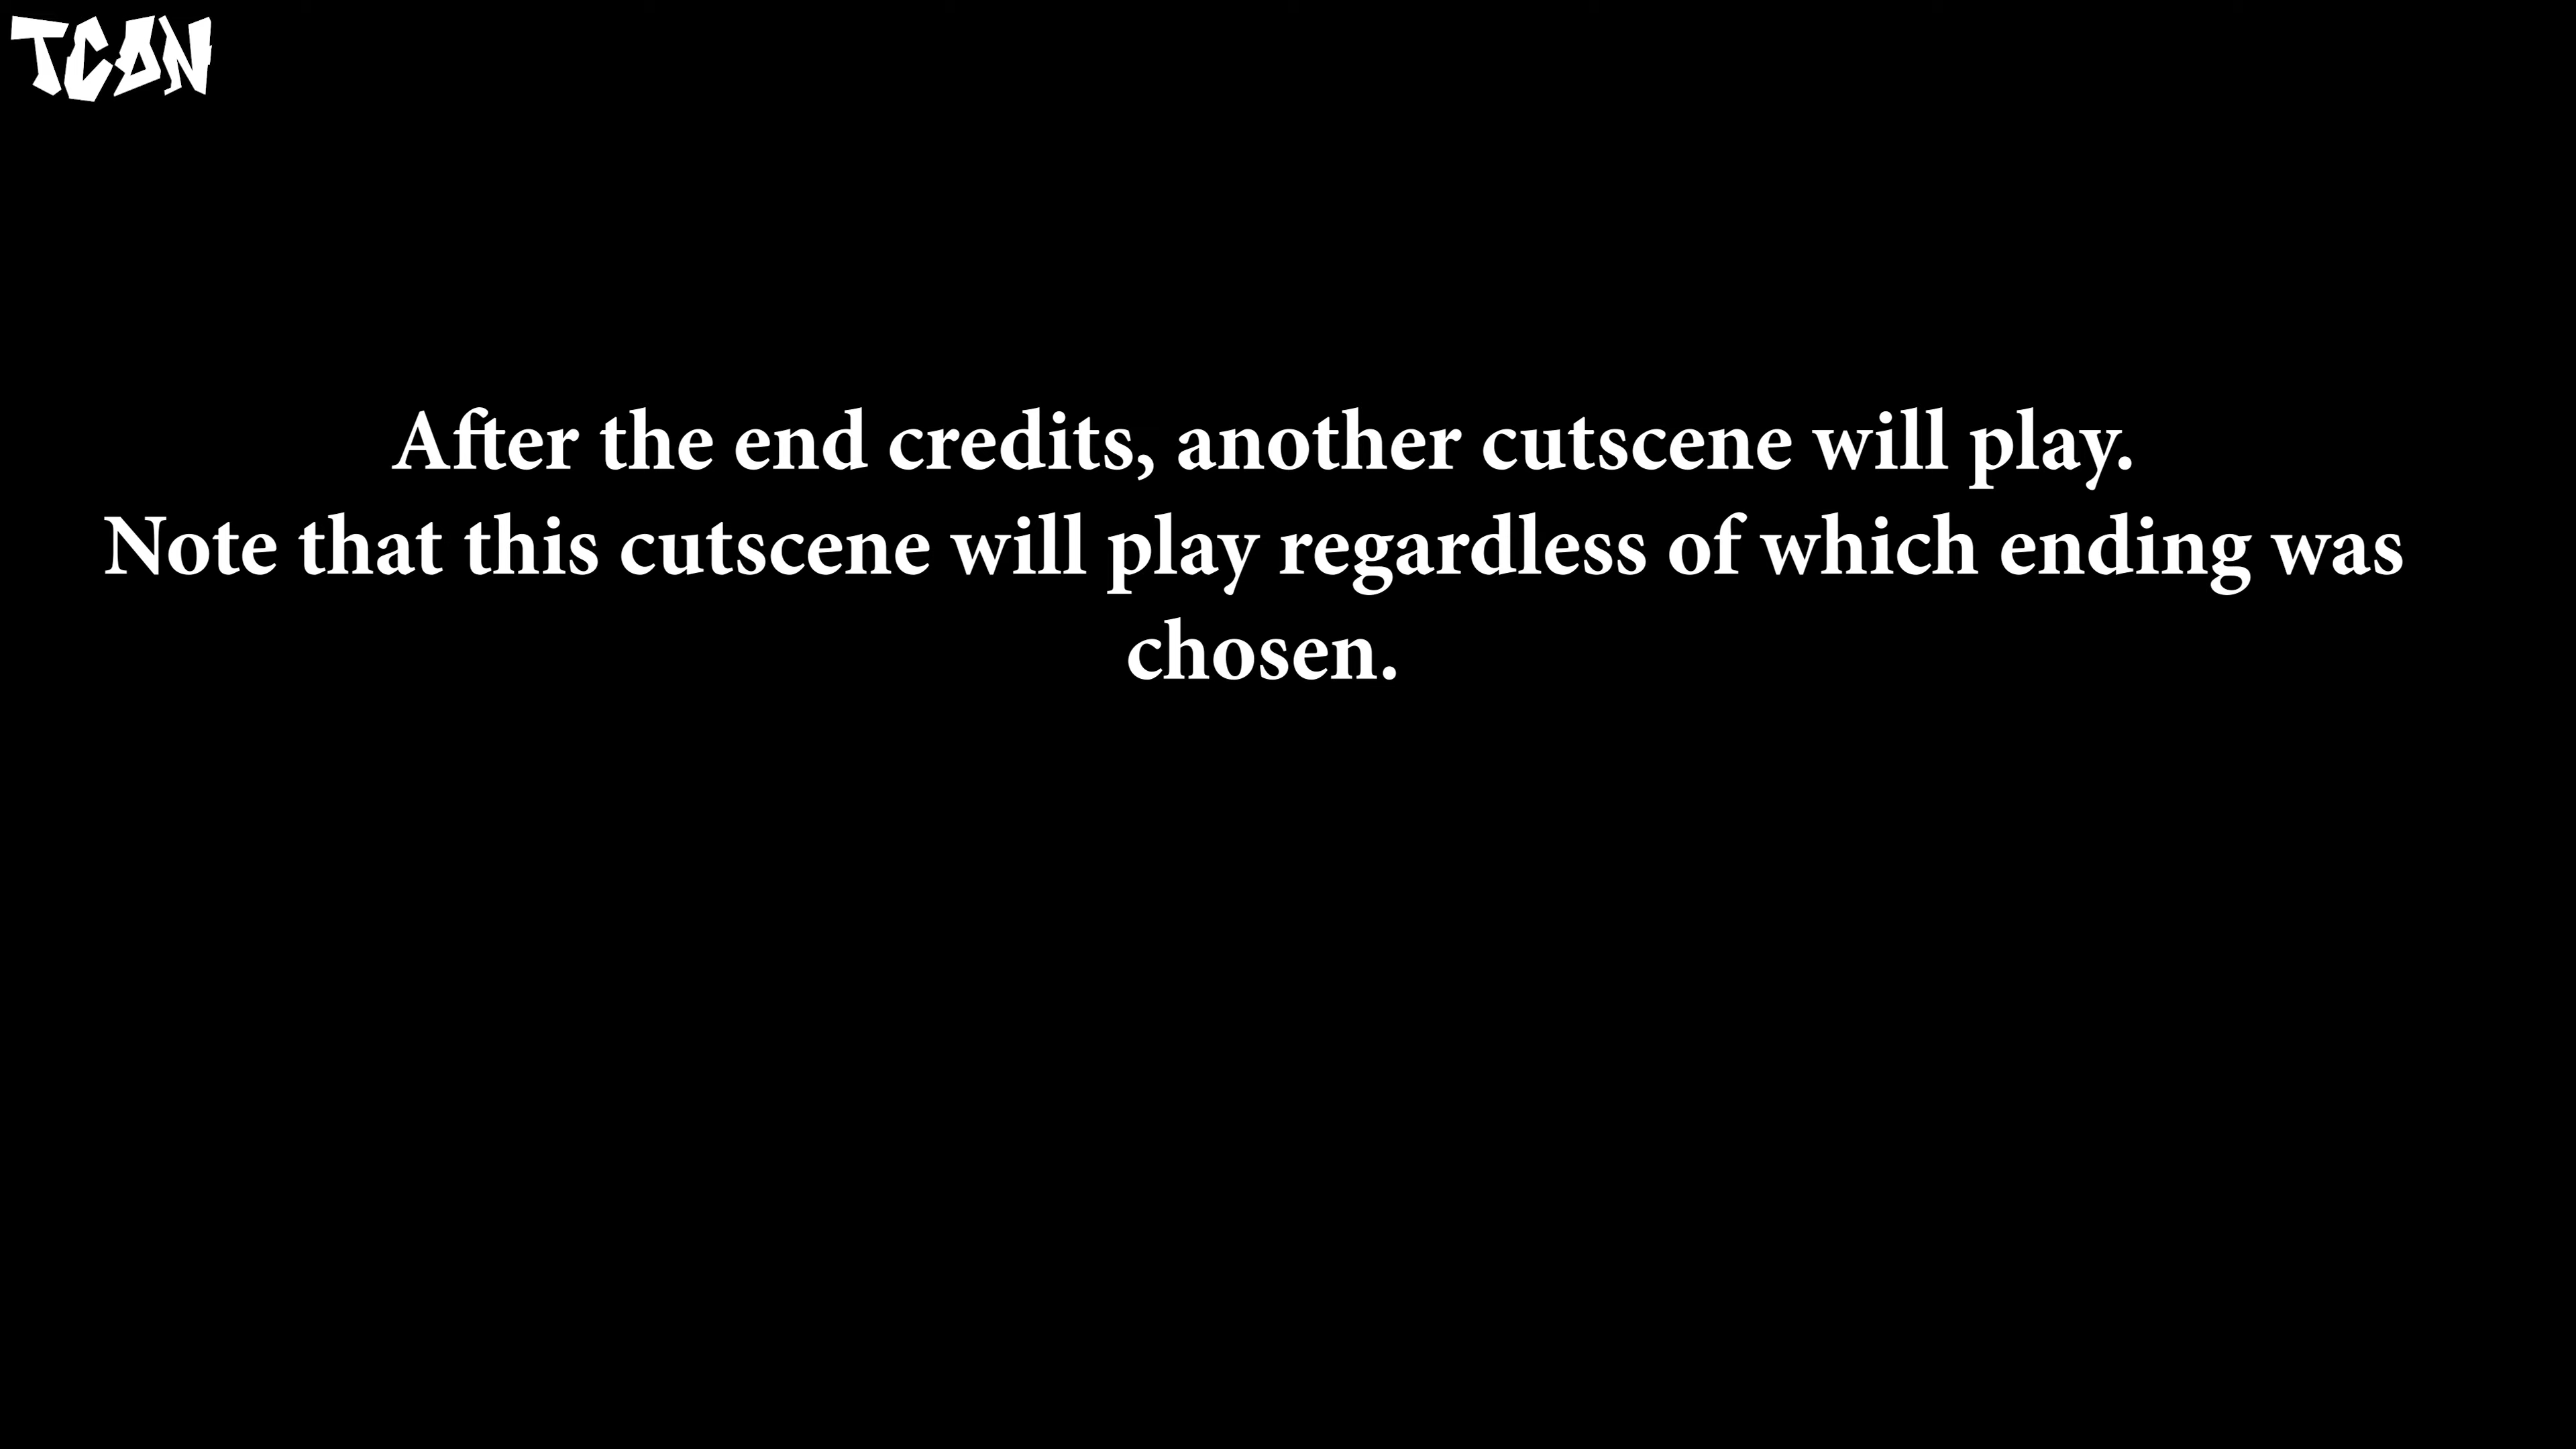 TCON
After the end credits, another cutscene will play.
Note that this cutscene will play regardless of which ending was
chosen.